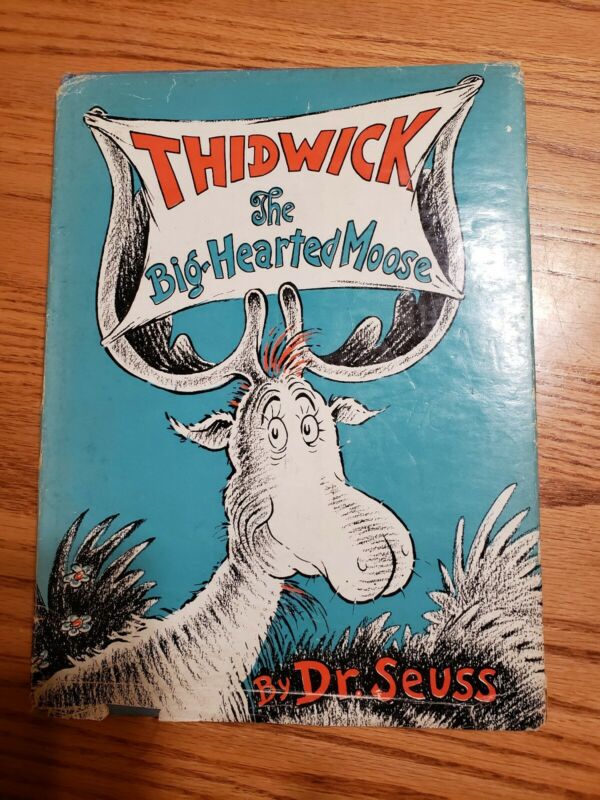 THIDWICK
The
Big-Hearted Moose
By Dr. Seuss